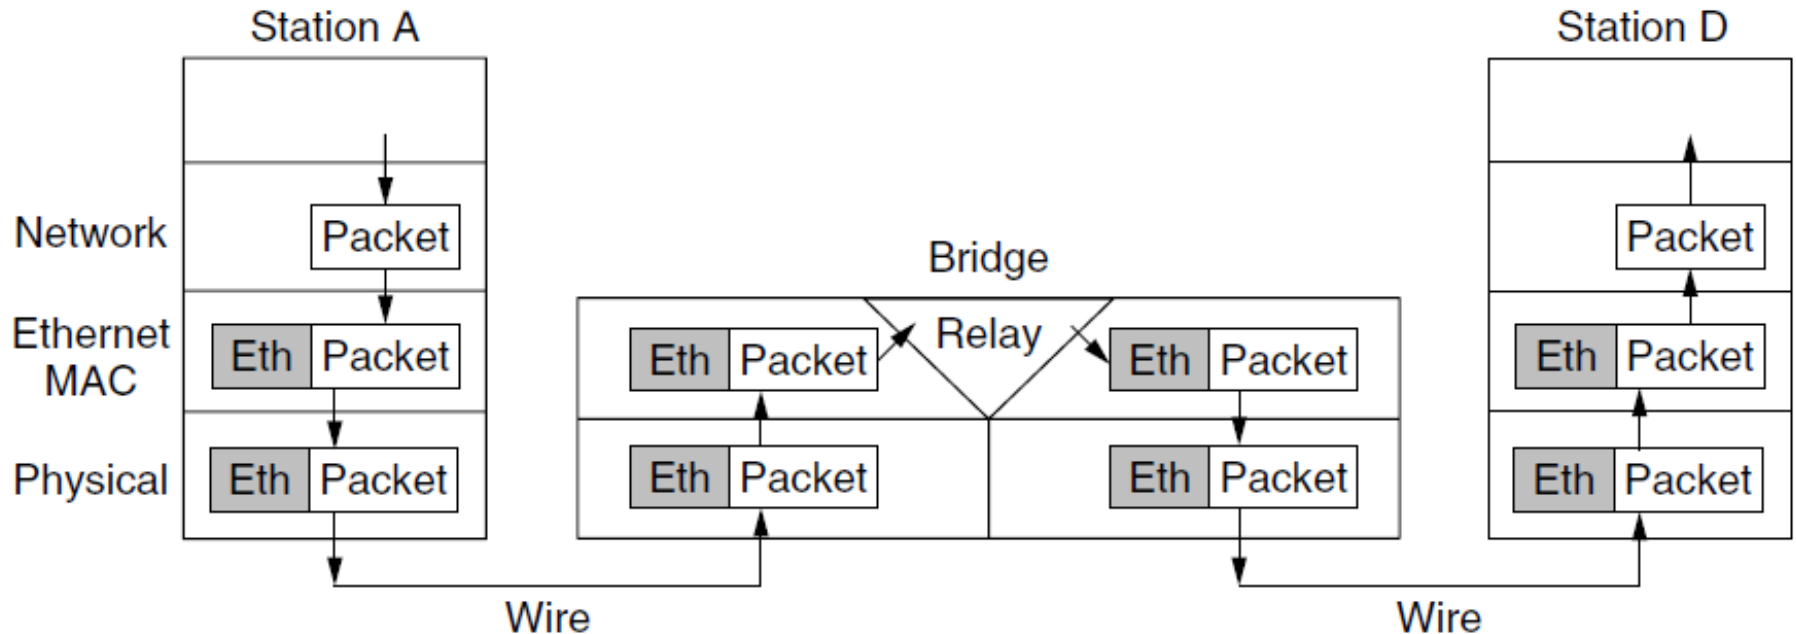 Station A
Station D
Network
Packet
Packet
Bridge
Ethernet
MAC
Eth Packet
Eth Packet
Relay
Eth Packet
Eth Packet
Physical
Eth Packet
Eth Packet
Eth Packet
Eth Packet
Wire
Wire